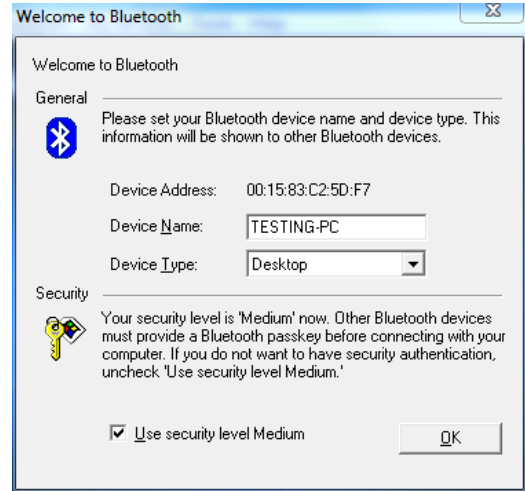 Welcome to Bluetooth
Welcome to Bluetooth
General
Please set your Bluetooth device name and device type. This
information will be shown to other Bluetooth devices.
Device Address: 00:15:83:C2:5D:F7
Device Name: TESTING-PC
Device Type: Desktop
Security
Your security level is 'Medium' now. Other Bluetooth devices
must provide a Bluetooth passkey before connecting with your
computer. If you do not want to have security authentication,
uncheck 'Use security level Medium.'
Use security level Medium
OK